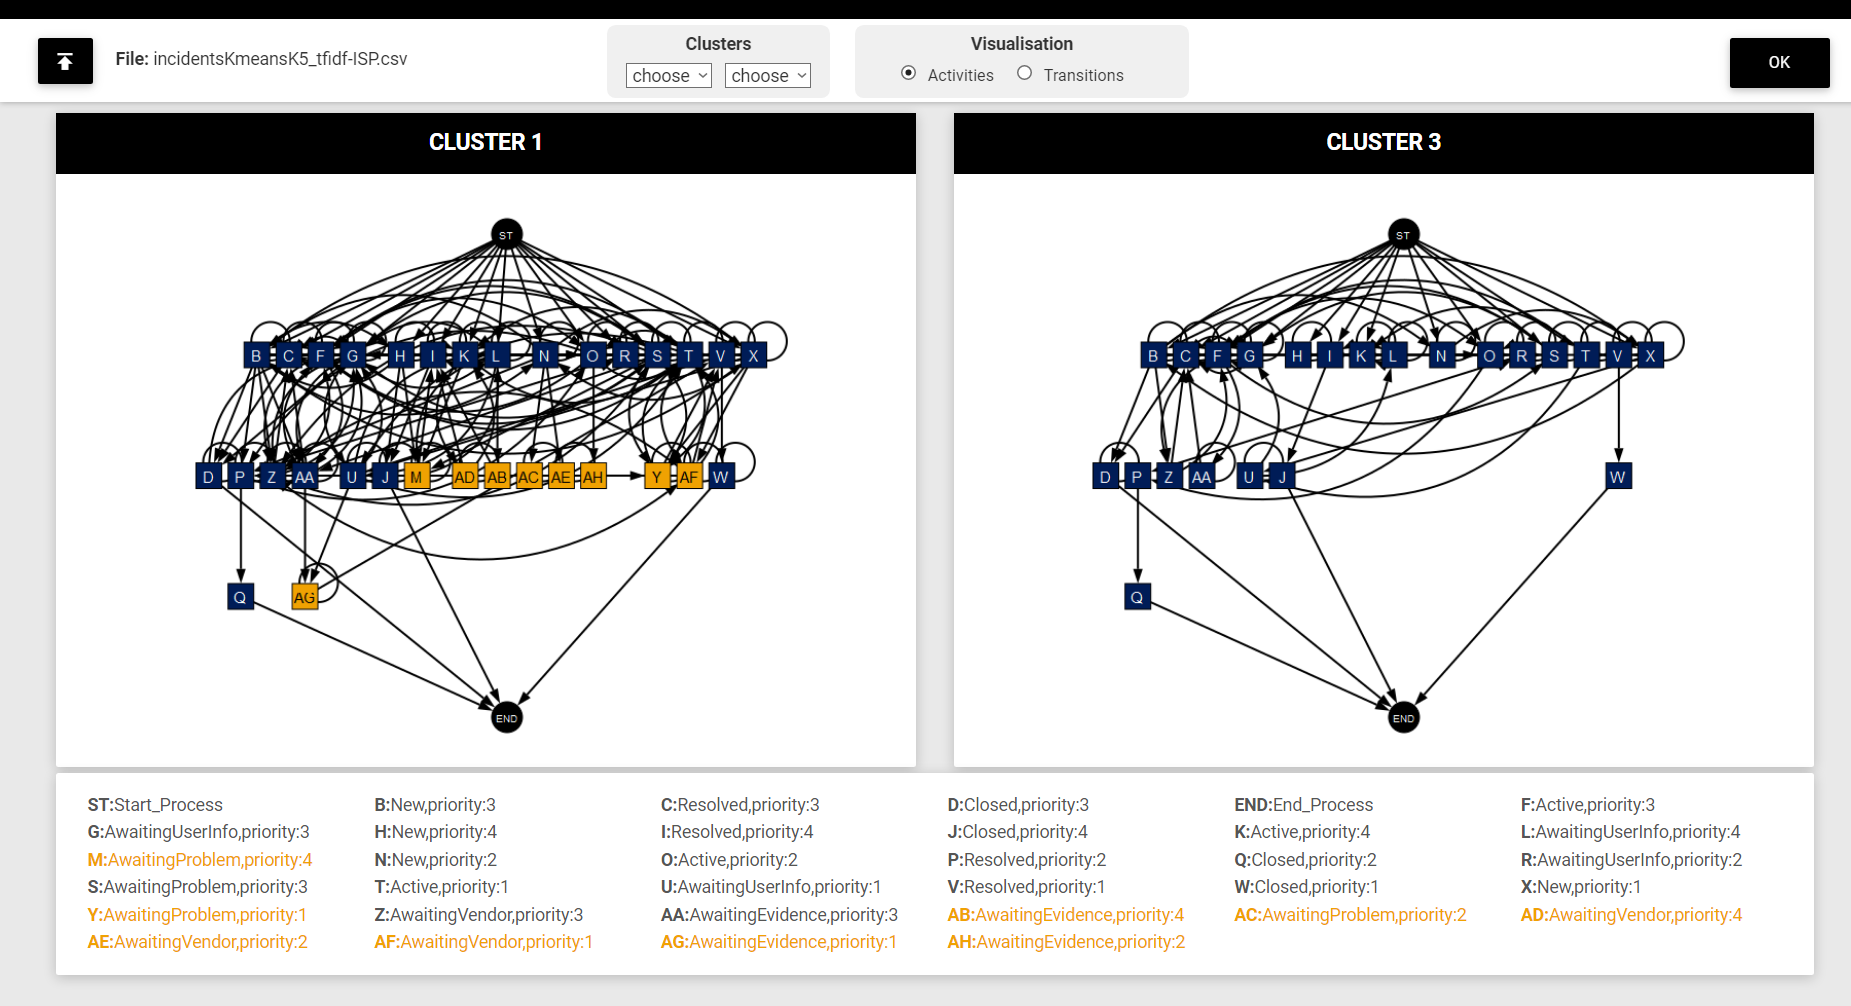 File: incidentsKmeansK5_tfidf-ISP.csv
Clusters
choose choose
Visualisation
Activities Transitions
OK
CLUSTER 1
ST
B C F G H I K L N O R S T V X
D P Z AA U J M AD AB AC AE AH Y AF W
Q AG
END
CLUSTER 3
ST
B C F G H I K L N O R S T V X
D P Z AA U J W
Q
END
ST:Start_Process B:New,priority:3 C:Resolved,priority:3 D:Closed,priority:3 END:End_Process F:Active,priority:3
G:AwaitingUserInfo,priority:3 H:New,priority:4 I:Resolved,priority:4 J:Closed,priority:4 K:Active,priority:4 L:AwaitingUserInfo,priority:4
M:AwaitingProblem,priority:4 N:New,priority:2 O:Active,priority:2 P:Resolved,priority:2 Q:Closed,priority:2 R:AwaitingUserInfo,priority:2
S:AwaitingProblem,priority:3 T:Active,priority:1 U:AwaitingUserInfo,priority:1 V:Resolved,priority:1 W:Closed,priority:1 X:New,priority:1
Y:AwaitingProblem,priority:1 Z:AwaitingVendor,priority:3 AA:AwaitingEvidence,priority:3 AB:AwaitingEvidence,priority:4 AC:AwaitingProblem,priority:2 AD:AwaitingVendor,priority:4
AE:AwaitingVendor,priority:2 AF:AwaitingVendor,priority:1 AG:AwaitingEvidence,priority:1 AH:AwaitingEvidence,priority:2